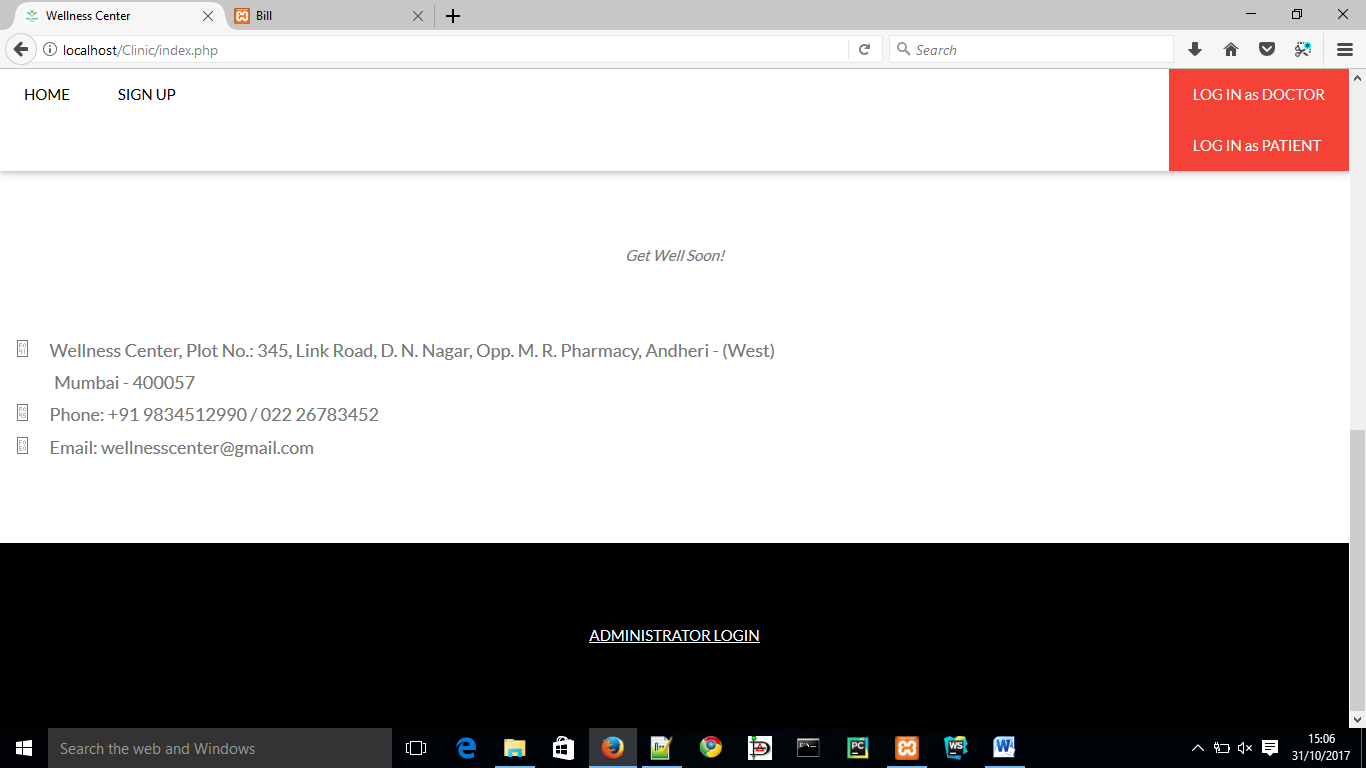 Wellness Center
Bill
localhost/Clinic/index.php
Search
HOME
SIGN UP
LOG IN as DOCTOR
LOG IN as PATIENT
Get Well Soon!
Wellness Center, Plot No.: 345, Link Road, D. N. Nagar, Opp. M. R. Pharmacy, Andheri - (West)
Mumbai - 400057
Phone: +91 9834512990 / 022 26783452
Email: wellnesscenter@gmail.com
ADMINISTRATOR LOGIN
Search the web and Windows
15:06
31/10/2017